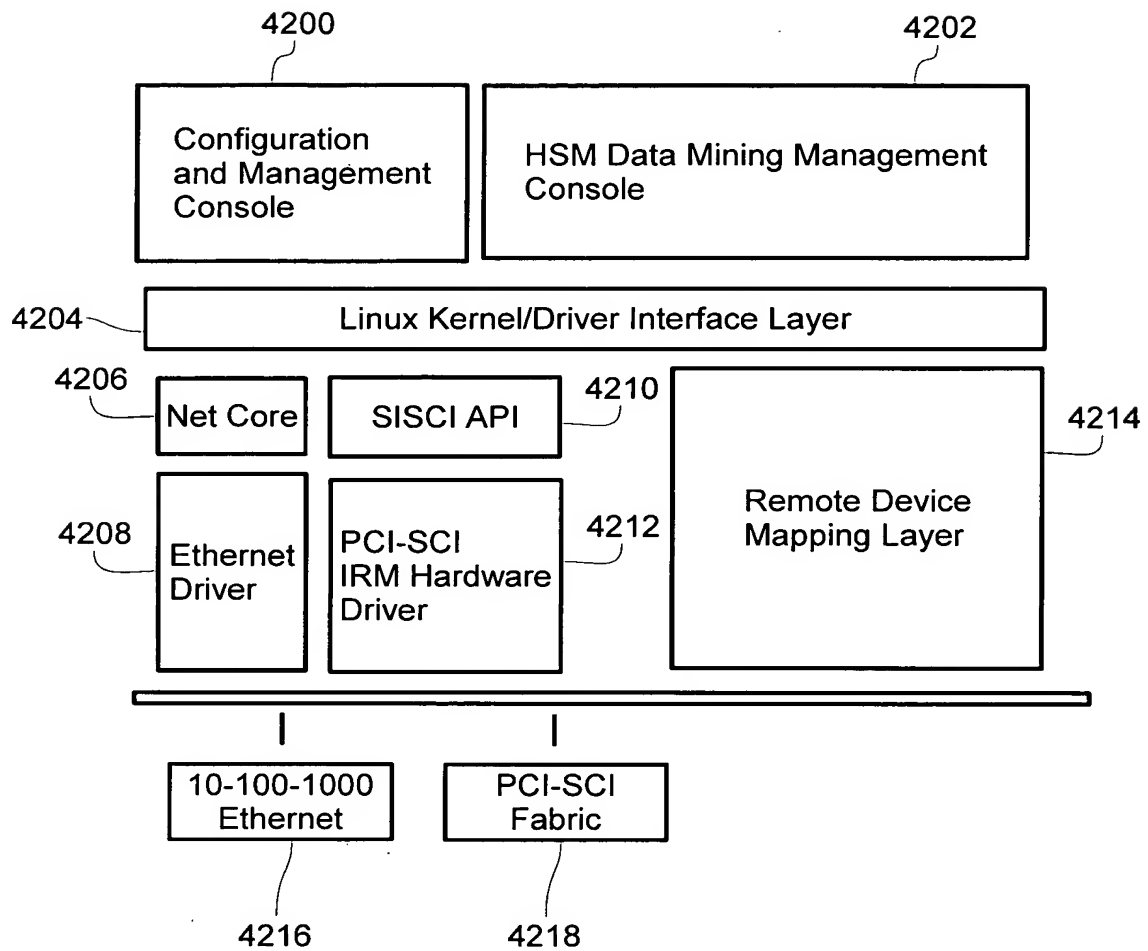 4200
4202
Configuration
and Management
Console
HSM Data Mining Management
Console
4204
Linux Kernel/Driver Interface Layer
4206
Net Core
SISCI API
4210
4214
4208
Ethernet
Driver
PCI-SCI
IRM Hardware
Driver
4212
Remote Device
Mapping Layer
10-100-1000
Ethernet
PCI-SCI
Fabric
4216
4218